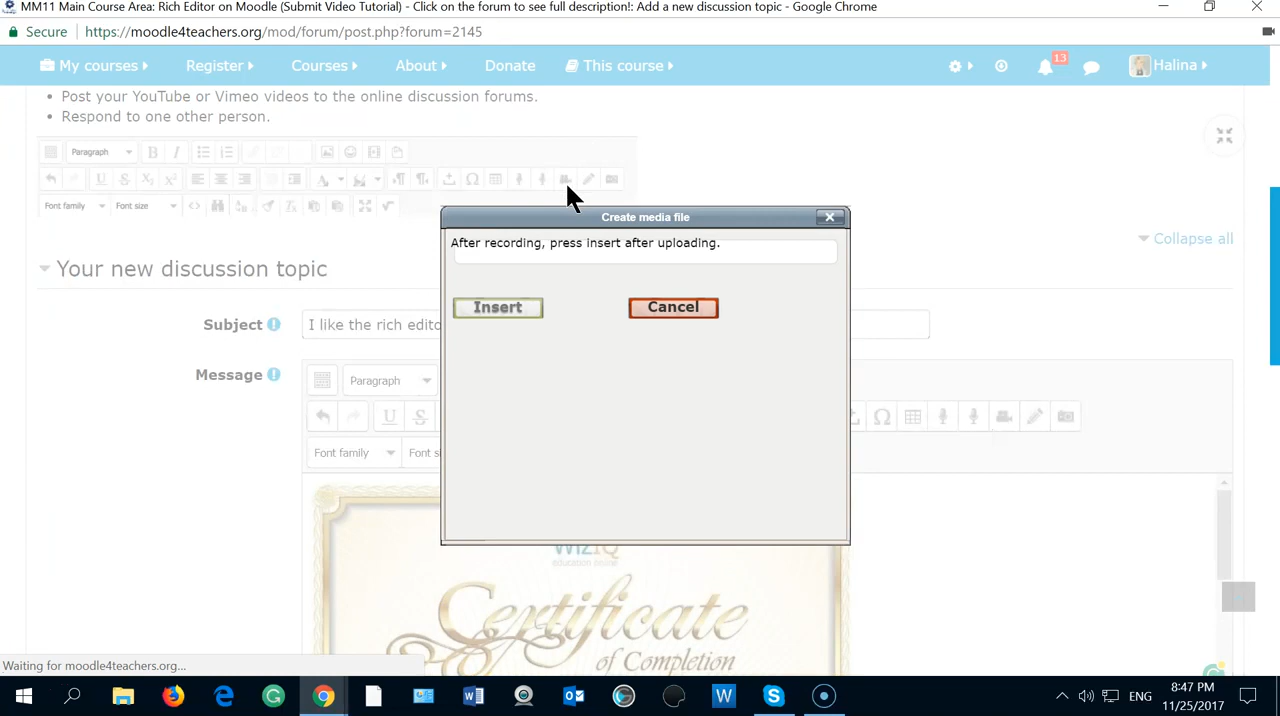 MM11 Main Course Area: Rich Editor on Moodle (Submit Video Tutorial) - Click on the forum to see full description!: Add a new discussion topic - Google Chrome
Secure https://moodle4teachers.org/mod/forum/post.php?forum=2145
My courses Register Courses About Donate This course 13 Halina
Post your YouTube or Vimeo videos to the online discussion forums.
Respond to one other person.
Paragraph
Font family Font size
Create media file
After recording, press insert after uploading.
Insert Cancel
Collapse all
Your new discussion topic
Subject I like the rich edito
Message Paragraph
Font family Font s
WizIQ
education.online
Certificate
of Completion
Waiting for moodle4teachers.org...
ENG
8:47 PM
11/25/2017